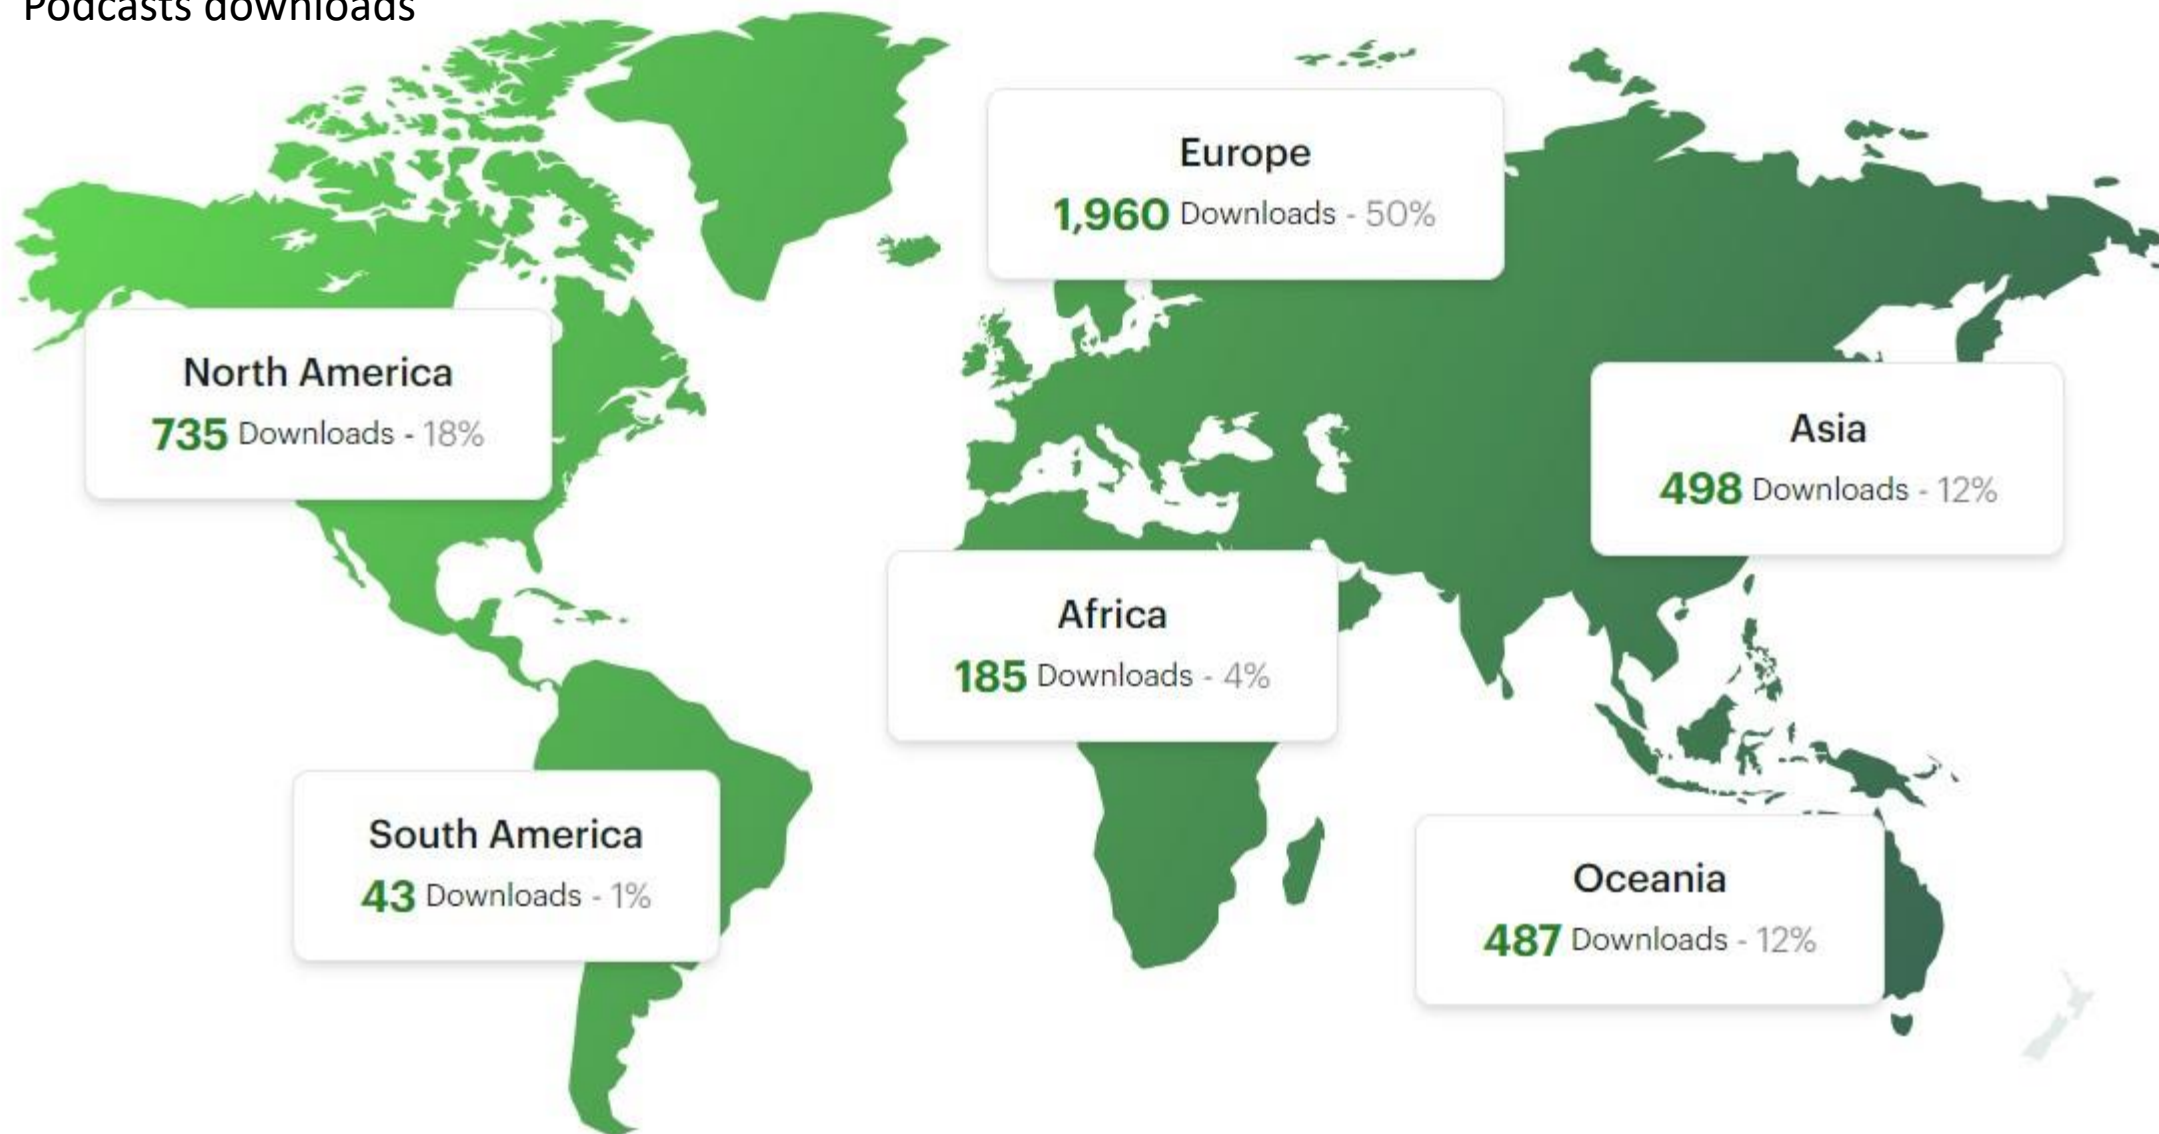 Podcasts downloads
Europe
1,960 Downloads - 50%
North America
735 Downloads - 18%
Asia
498 Downloads - 12%
Africa
185 Downloads - 4%
South America
43 Downloads - 1%
Oceania
487 Downloads - 12%